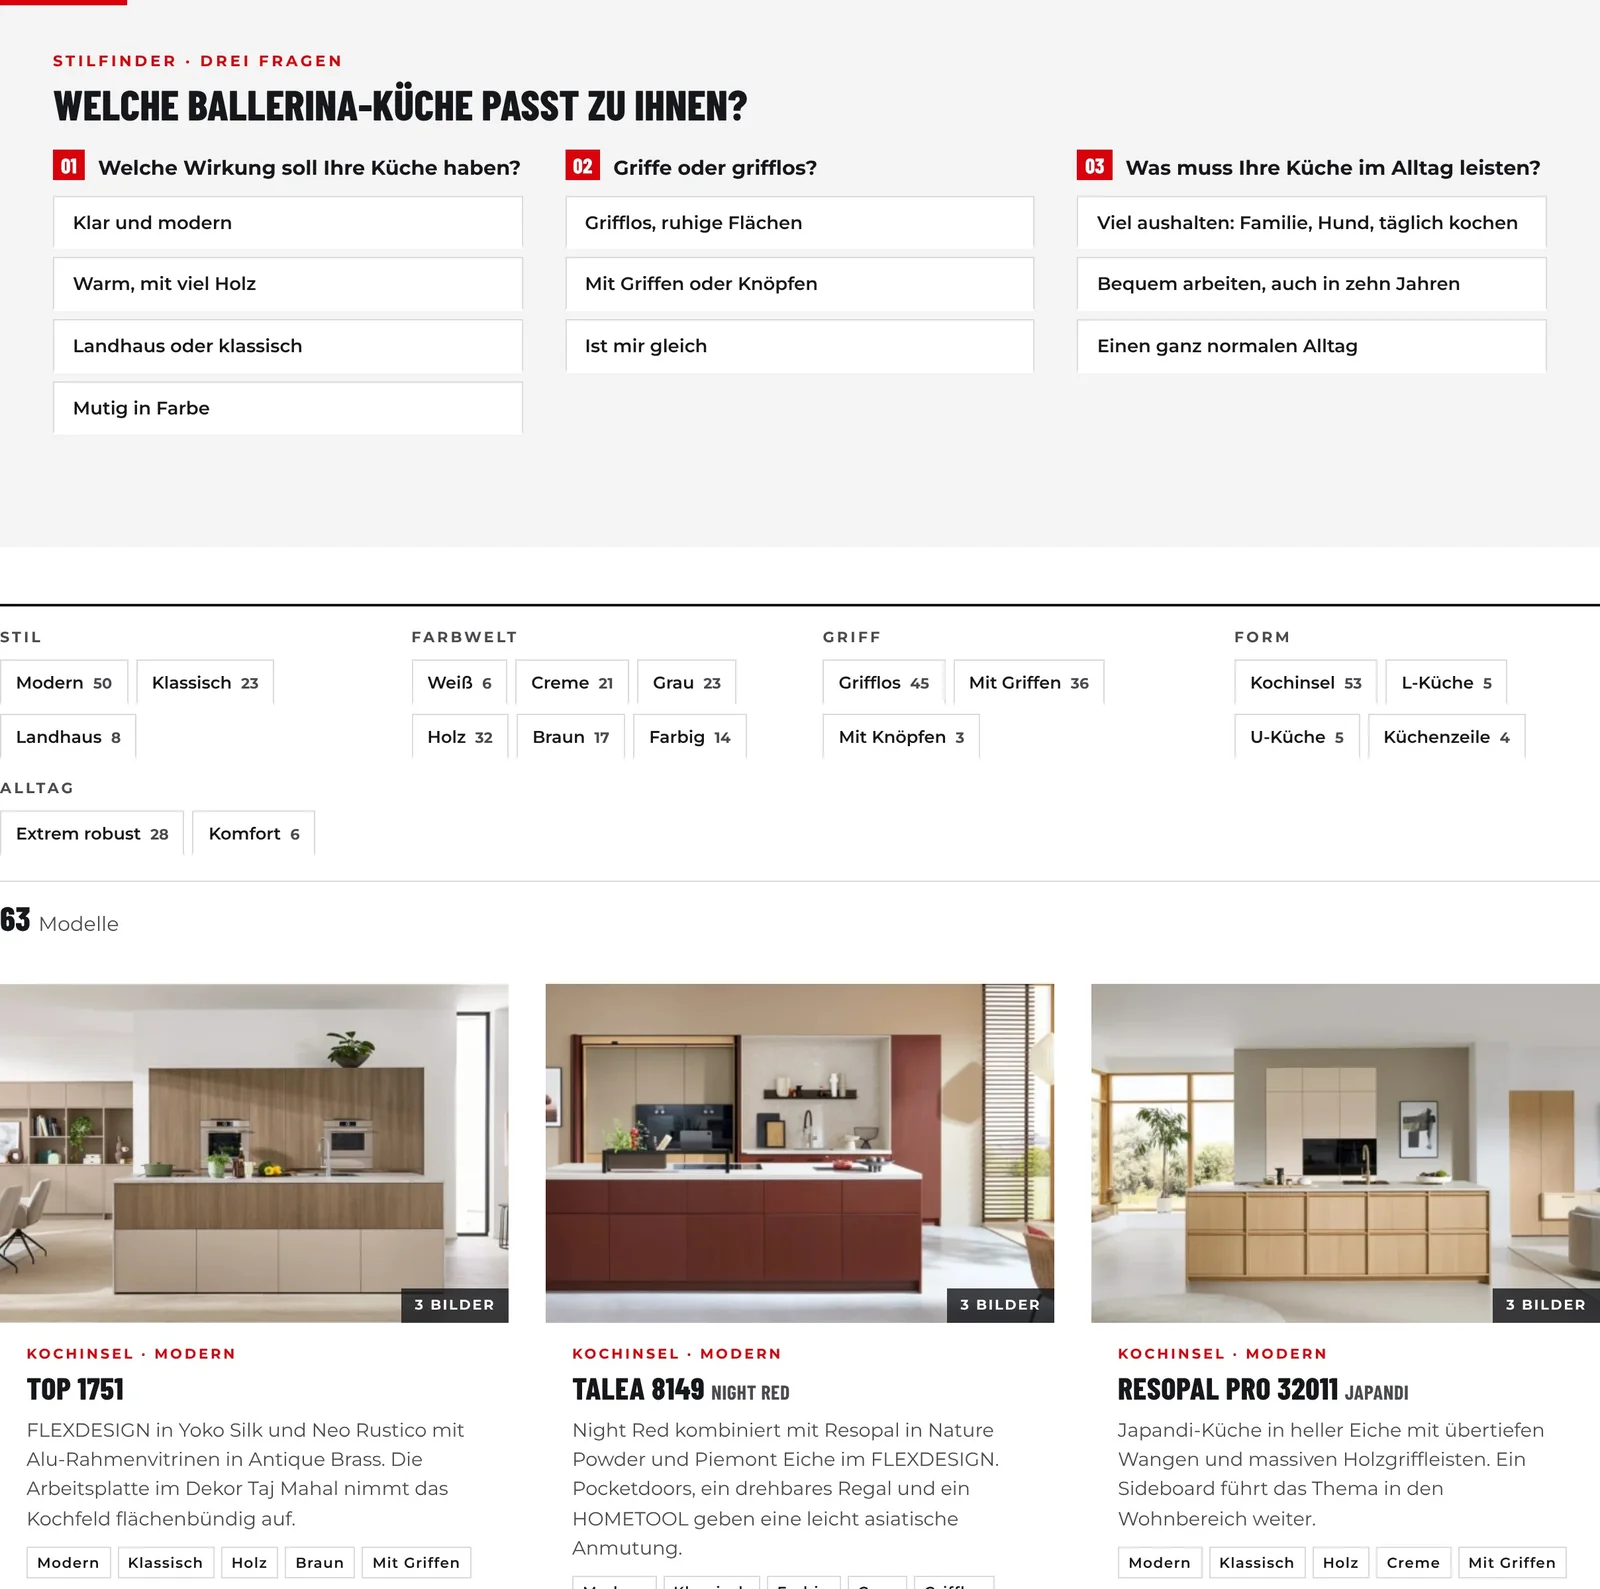 STILFINDER · DREI FRAGEN
WELCHE BALLERINA-KÜCHE PASST ZU IHNEN?
01 Welche Wirkung soll Ihre Küche haben?
Klar und modern
Warm, mit viel Holz
Landhaus oder klassisch
Mutig in Farbe
02 Griffe oder grifflos?
Grifflos, ruhige Flächen
Mit Griffen oder Knöpfen
Ist mir gleich
03 Was muss Ihre Küche im Alltag leisten?
Viel aushalten: Familie, Hund, täglich kochen
Bequem arbeiten, auch in zehn Jahren
Einen ganz normalen Alltag
STIL
Modern 50 Klassisch 23
Landhaus 8
FARBWELT
Weiß 6 Creme 21 Grau 23
Holz 32 Braun 17 Farbig 14
GRIFF
Grifflos 45 Mit Griffen 36
Mit Knöpfen 3
FORM
Kochinsel 53 L-Küche 5
U-Küche 5 Küchenzeile 4
ALLTAG
Extrem robust 28 Komfort 6
63 Modelle
3 BILDER
KOCHINSEL · MODERN
TOP 1751
FLEXDESIGN in Yoko Silk und Neo Rustico mit
Alu-Rahmenvitrinen in Antique Brass. Die
Arbeitsplatte im Dekor Taj Mahal nimmt das
Kochfeld flächenbündig auf.
Modern Klassisch Holz Braun Mit Griffen
3 BILDER
KOCHINSEL · MODERN
TALEA 8149 NIGHT RED
Night Red kombiniert mit Resopal in Nature
Powder und Piemont Eiche im FLEXDESIGN.
Pocketdoors, ein drehbares Regal und ein
HOMETOOL geben eine leicht asiatische
Anmutung.
3 BILDER
KOCHINSEL · MODERN
RESOPAL PRO 32011 JAPANDI
Japandi-Küche in heller Eiche mit übertiefen
Wangen und massiven Holzgriffleisten. Ein
Sideboard führt das Thema in den
Wohnbereich weiter.
Modern Klassisch Holz Creme Mit Griffen